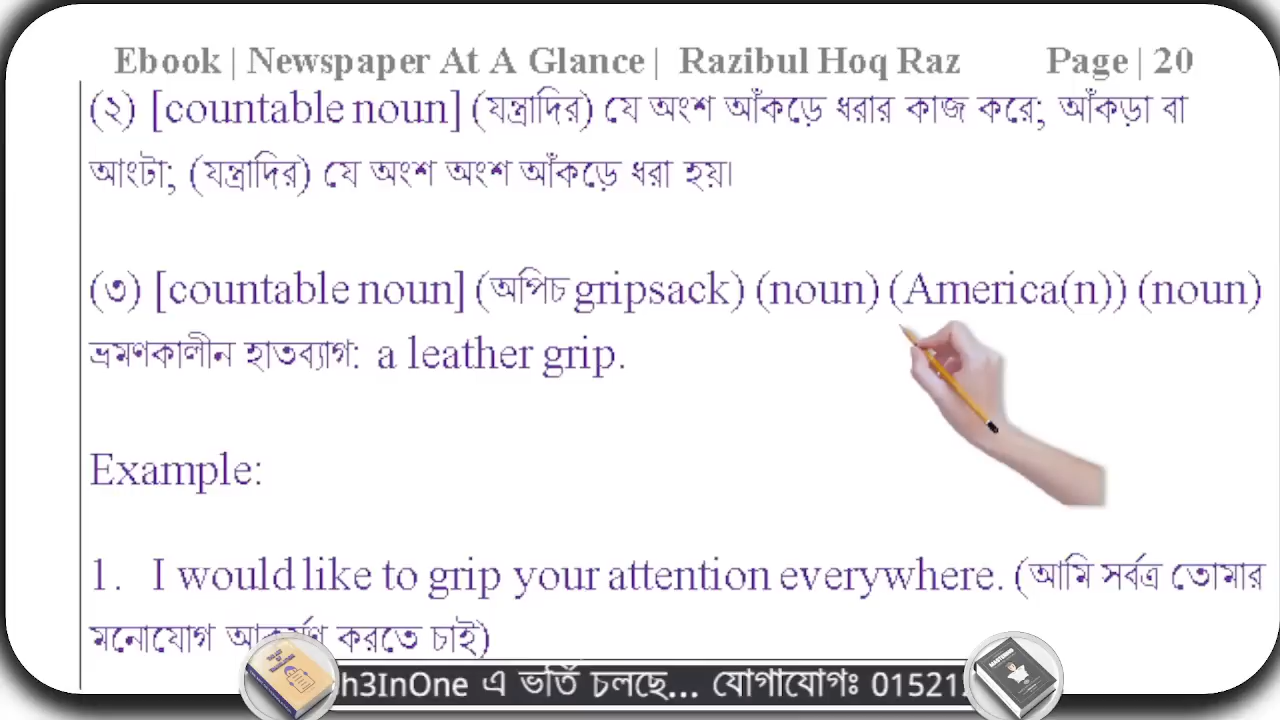 Ebook | Newspaper At A Glance | Razibul Hoq Raz Page | 20
(২) [countable noun] (যন্ত্রাদির) যে অংশ আঁকড়ে ধরার কাজ করে; আঁকড়া বা
আংটা; (যন্ত্রাদির) যে অংশ অংশ আঁকড়ে ধরা হয়।
(৩) [countable noun] (অপিচ gripsack) (noun) (America(n)) (noun)
ভ্রমণকালীন হাতব্যাগ: a leather grip.
Example:
1. I would like to grip your attention everywhere. (আমি সর্বত্র তোমার
মনোযোগ আকর্ষণ করতে চাই)
h3InOne এ ভর্তি চলছে... যোগাযোগঃ 01521